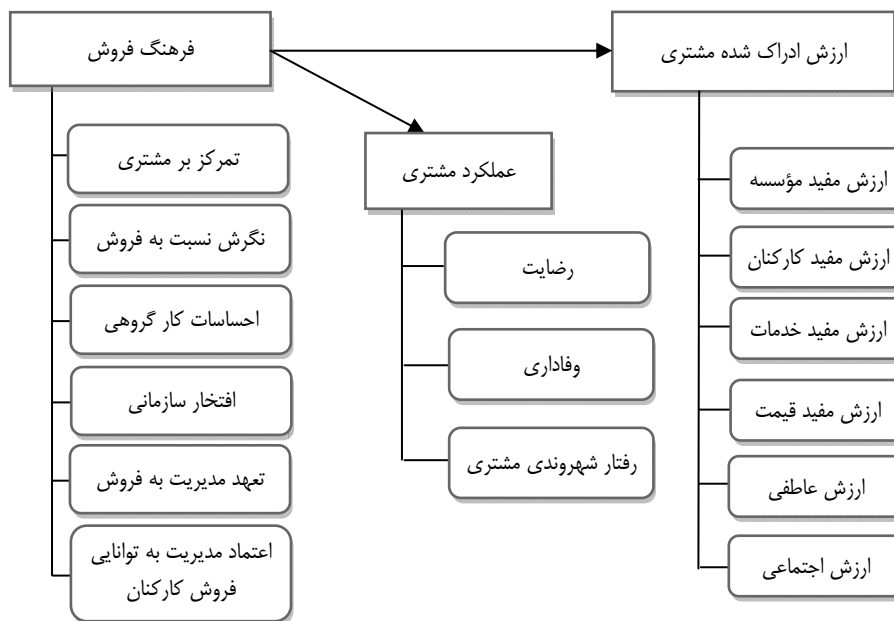 فرهنگ فروش
تمرکز بر مشتری
نگرش نسبت به فروش
احساسات کار گروهی
افتخار سازمانی
تعهد مدیریت به فروش
اعتماد مدیریت به توانایی
فروش کارکنان
عملکرد مشتری
رضایت
وفاداری
رفتار شهروندی مشتری
ارزش ادراک شده مشتری
ارزش مفید مؤسسه
ارزش مفید کارکنان
ارزش مفید خدمات
ارزش مفید قیمت
ارزش عاطفی
ارزش اجتماعی